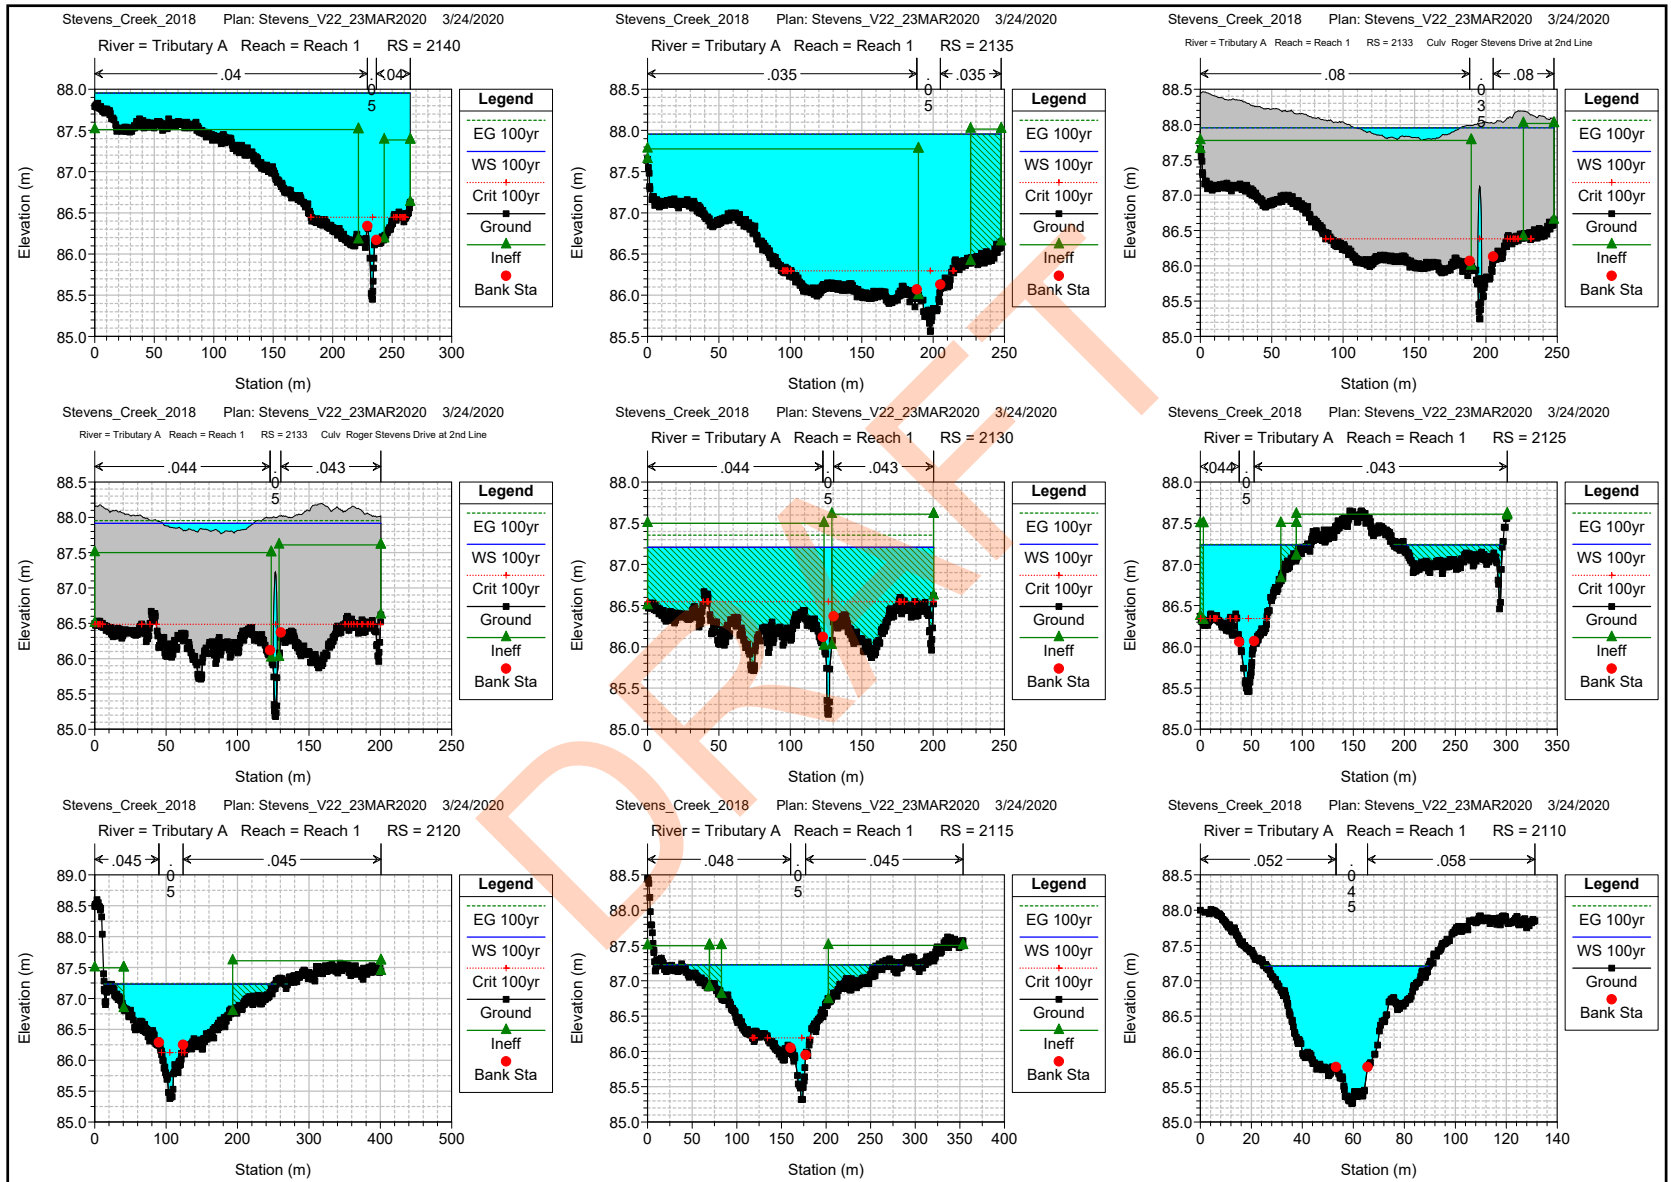 Stevens_Creek_2018 Plan: Stevens_V22_23MAR2020 3/24/2020
River = Tributary A Reach = Reach 1 RS = 2140
.04 .05 .04
Elevation (m)
88.0
87.5
87.0
86.5
86.0
85.5
85.0
0 50 100 150 200 250 300
Station (m)
Legend
EG 100yr
WS 100yr
Crit 100yr
Ground
Ineff
Bank Sta
Stevens_Creek_2018 Plan: Stevens_V22_23MAR2020 3/24/2020
River = Tributary A Reach = Reach 1 RS = 2135
.035 .05 .035
Elevation (m)
88.5
88.0
87.5
87.0
86.5
86.0
85.5
0 50 100 150 200 250
Station (m)
Legend
EG 100yr
WS 100yr
Crit 100yr
Ground
Ineff
Bank Sta
Stevens_Creek_2018 Plan: Stevens_V22_23MAR2020 3/24/2020
River = Tributary A Reach = Reach 1 RS = 2133 Culv Roger Stevens Drive at 2nd Line
.08 .035 .08
Elevation (m)
88.5
88.0
87.5
87.0
86.5
86.0
85.5
85.0
0 50 100 150 200 250
Station (m)
Legend
EG 100yr
WS 100yr
Crit 100yr
Ground
Ineff
Bank Sta
Stevens_Creek_2018 Plan: Stevens_V22_23MAR2020 3/24/2020
River = Tributary A Reach = Reach 1 RS = 2133 Culv Roger Stevens Drive at 2nd Line
.044 .05 .043
Elevation (m)
88.5
88.0
87.5
87.0
86.5
86.0
85.5
85.0
0 50 100 150 200 250
Station (m)
Legend
EG 100yr
WS 100yr
Crit 100yr
Ground
Ineff
Bank Sta
Stevens_Creek_2018 Plan: Stevens_V22_23MAR2020 3/24/2020
River = Tributary A Reach = Reach 1 RS = 2130
.044 .05 .043
Elevation (m)
88.0
87.5
87.0
86.5
86.0
85.5
85.0
0 50 100 150 200 250
Station (m)
Legend
EG 100yr
WS 100yr
Crit 100yr
Ground
Ineff
Bank Sta
Stevens_Creek_2018 Plan: Stevens_V22_23MAR2020 3/24/2020
River = Tributary A Reach = Reach 1 RS = 2125
.044 .05 .043
Elevation (m)
88.0
87.5
87.0
86.5
86.0
85.5
85.0
0 50 100 150 200 250 300 350
Station (m)
Legend
EG 100yr
WS 100yr
Crit 100yr
Ground
Ineff
Bank Sta
Stevens_Creek_2018 Plan: Stevens_V22_23MAR2020 3/24/2020
River = Tributary A Reach = Reach 1 RS = 2120
.045 .05 .045
Elevation (m)
89.0
88.5
88.0
87.5
87.0
86.5
86.0
85.5
85.0
0 100 200 300 400 500
Station (m)
Legend
EG 100yr
WS 100yr
Crit 100yr
Ground
Ineff
Bank Sta
Stevens_Creek_2018 Plan: Stevens_V22_23MAR2020 3/24/2020
River = Tributary A Reach = Reach 1 RS = 2115
.048 .05 .045
Elevation (m)
88.5
88.0
87.5
87.0
86.5
86.0
85.5
85.0
0 50 100 150 200 250 300 350 400
Station (m)
Legend
EG 100yr
WS 100yr
Crit 100yr
Ground
Ineff
Bank Sta
Stevens_Creek_2018 Plan: Stevens_V22_23MAR2020 3/24/2020
River = Tributary A Reach = Reach 1 RS = 2110
.052 .045 .058
Elevation (m)
88.5
88.0
87.5
87.0
86.5
86.0
85.5
85.0
0 20 40 60 80 100 120 140
Station (m)
Legend
EG 100yr
WS 100yr
Ground
Bank Sta
DRAFT